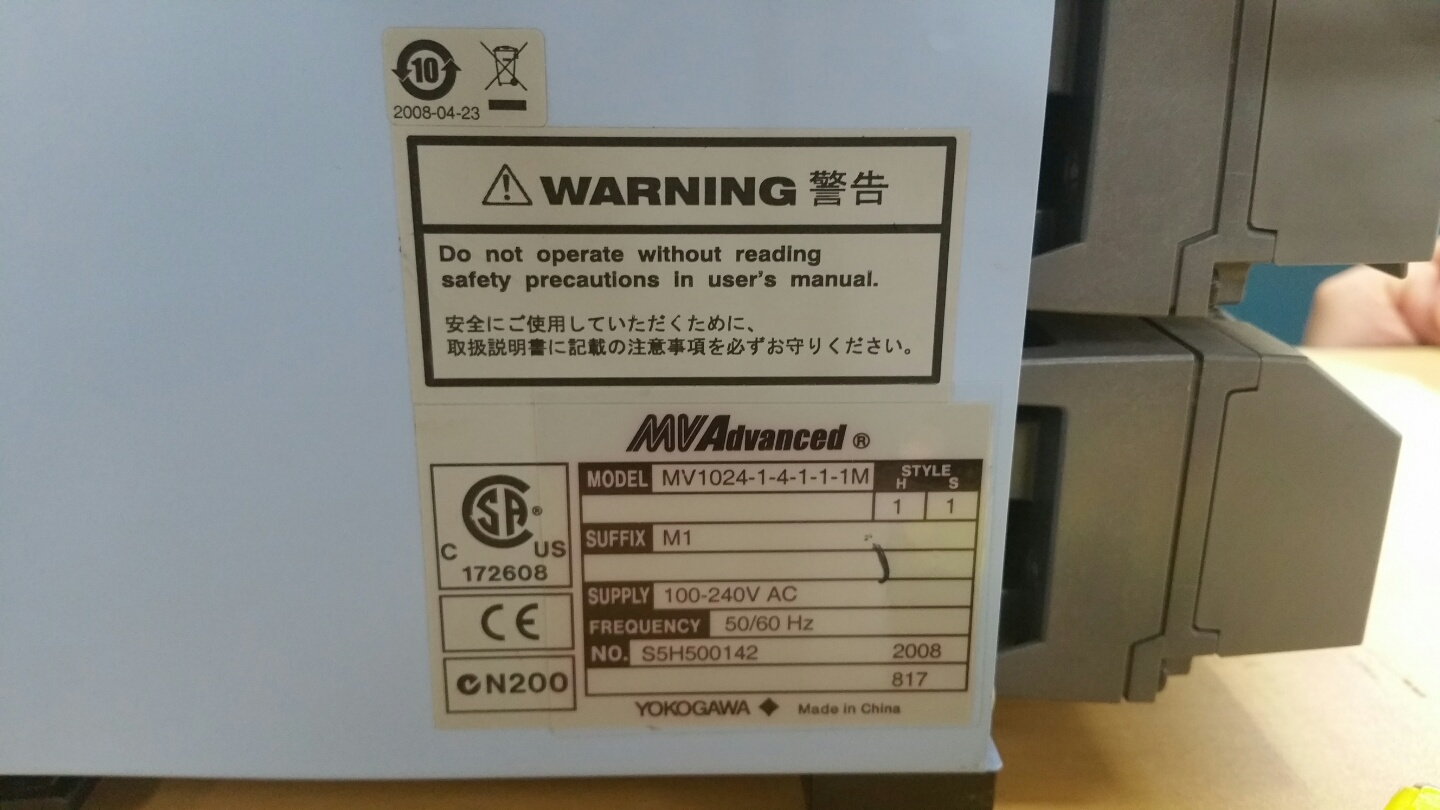 10
2008-04-23
WARNING 警告
Do not operate without reading
safety precautions in user's manual.
安全にご使用していただくために、
取扱説明書に記載の注意事項を必ずお守りください。
MVAdvanced ®
CSA ®
C US
172608
CE
N200
MODEL MV1024-1-4-1-1-1M STYLE
H S
1 1
SUFFIX M1
SUPPLY 100-240V AC
FREQUENCY 50/60 Hz
NO. S5H500142 2008
817
YOKOGAWA Made in China